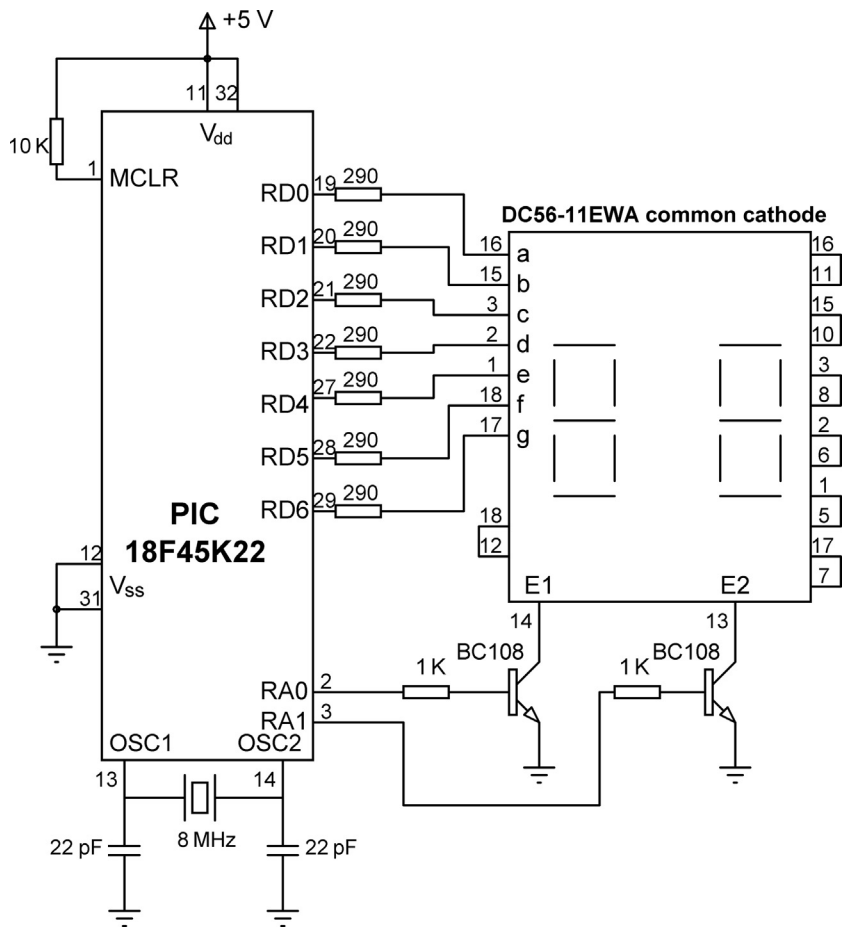 +5 V
11 32
Vdd
10 K
1 MCLR
RD0 19 290
RD1 20 290
RD2 21 290
RD3 22 290
RD4 27 290
RD5 28 290
RD6 29 290
PIC
18F45K22
12
Vss
31
RA0 2
RA1 3
OSC1 OSC2
13 14
22 pF 8 MHz 22 pF
DC56-11EWA common cathode
16 a
15 b
3 c
2 d
1 e
18 f
17 g
18
12
16
11
15
10
3
8
2
6
1
5
17
7
E1 E2
14 13
1 K BC108
1 K BC108